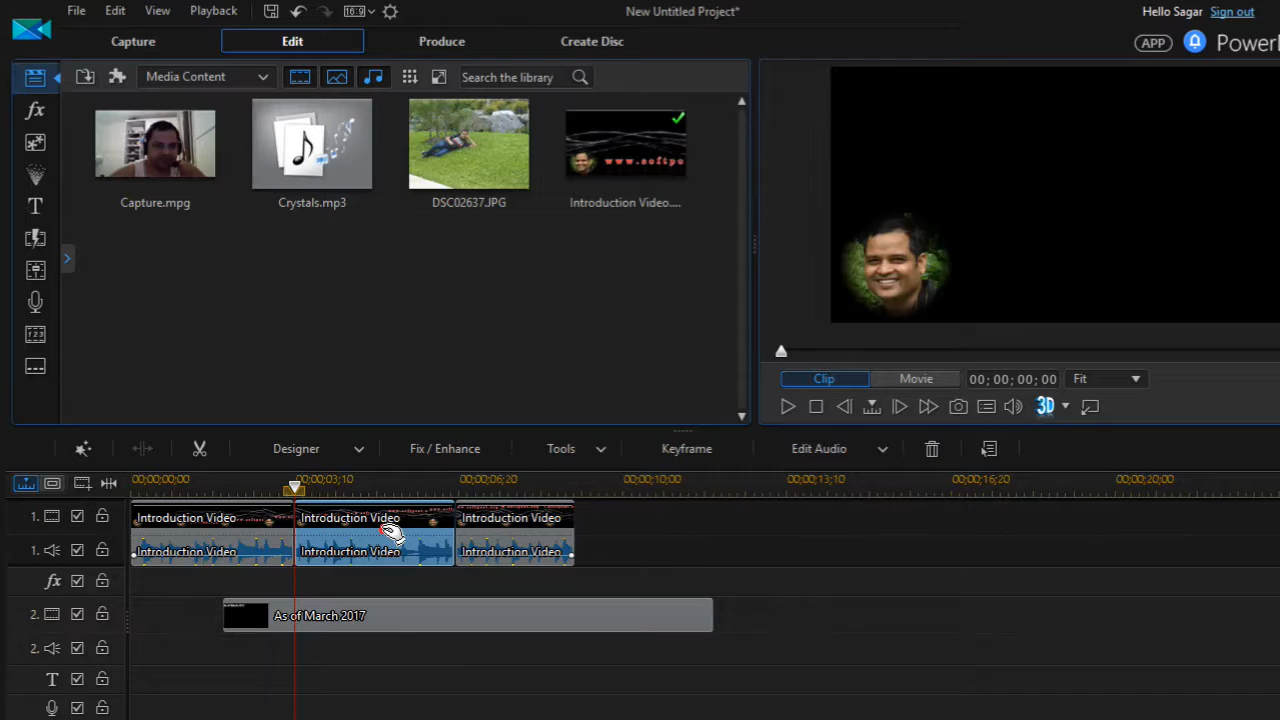 File Edit View Playback 16:9 New Untitled Project* Hello Sagar Sign out
Capture Edit Produce Create Disc APP
Media Content Search the library
www.softpo
Capture.mpg Crystals.mp3 DSC02637.JPG Introduction Video....
Clip Movie 00;00;00;00 Fit
3D
Designer Fix / Enhance Tools Keyframe Edit Audio
00;00;00;00 00;00;03;10 00;00;06;20 00;00;10;00 00;00;13;10 00;00;16;20 00;00;20;00
1. Introduction Video Introduction Video Introduction Video
1. Introduction Video Introduction Video Introduction Video
fx
2. As of March 2017
2.
T